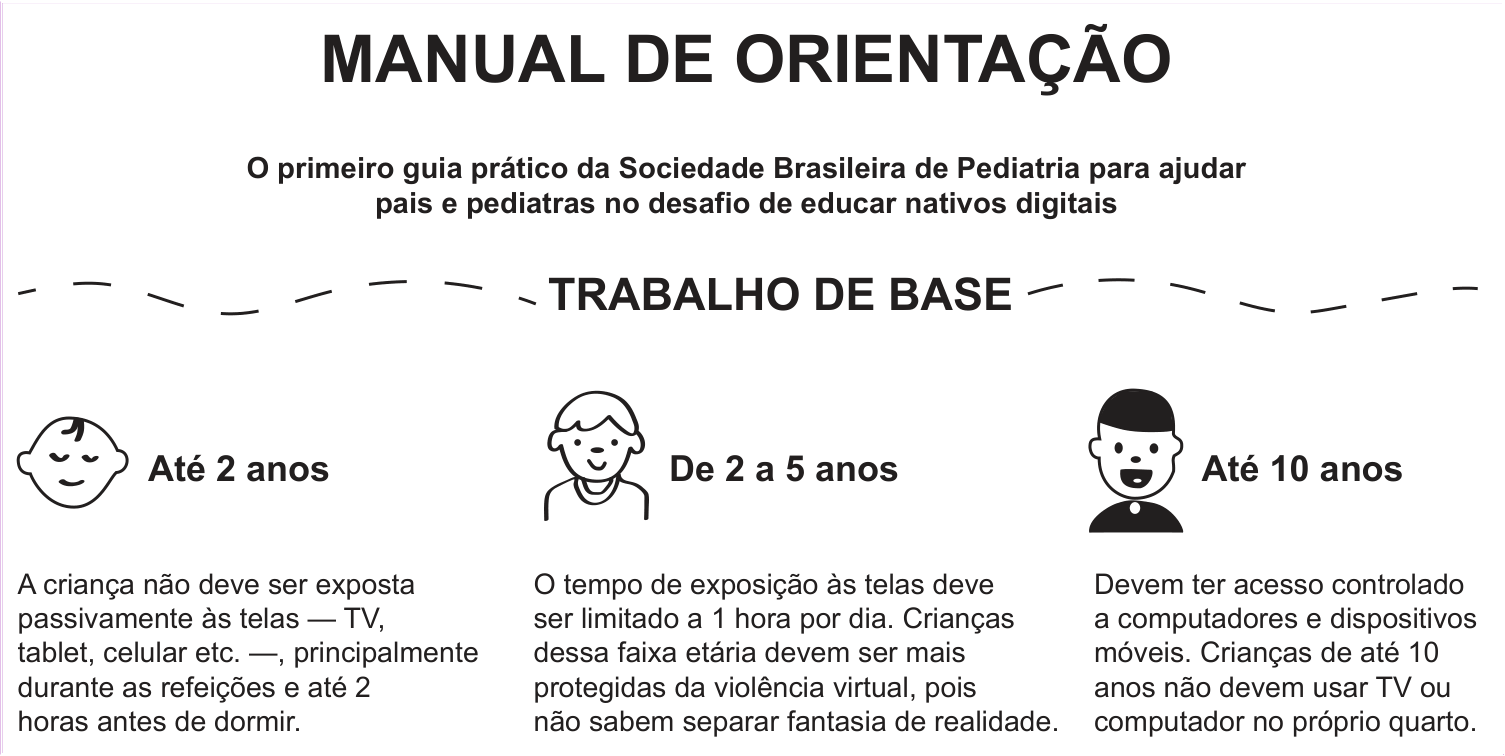 MANUAL DE ORIENTAÇÃO
O primeiro guia prático da Sociedade Brasileira de Pediatria para ajudar
pais e pediatras no desafio de educar nativos digitais
TRABALHO DE BASE
Até 2 anos
A criança não deve ser exposta
passivamente às telas — TV,
tablet, celular etc. —, principalmente
durante as refeições e até 2
horas antes de dormir.
De 2 a 5 anos
O tempo de exposição às telas deve
ser limitado a 1 hora por dia. Crianças
dessa faixa etária devem ser mais
protegidas da violência virtual, pois
não sabem separar fantasia de realidade.
Até 10 anos
Devem ter acesso controlado
a computadores e dispositivos
móveis. Crianças de até 10
anos não devem usar TV ou
computador no próprio quarto.